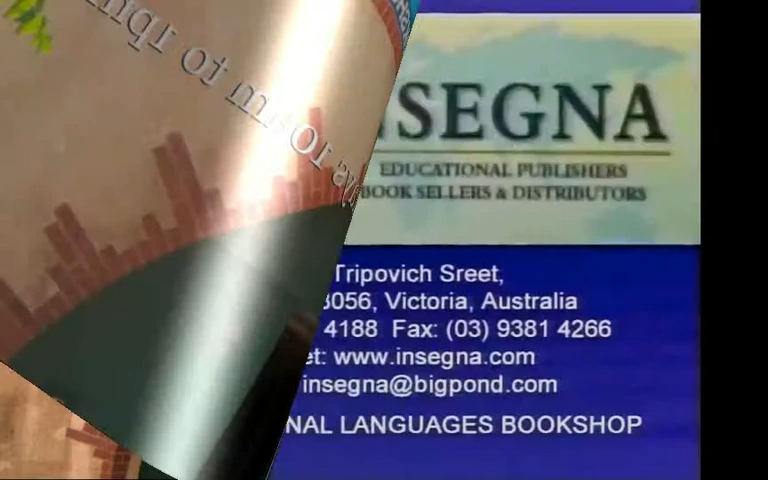 INSEGNA
EDUCATIONAL PUBLISHERS
BOOK SELLERS & DISTRIBUTORS
Tripovich Sreet,
3056, Victoria, Australia
4188 Fax: (03) 9381 4266
et: www.insegna.com
insegna@bigpond.com
NAL LANGUAGES BOOKSHOP